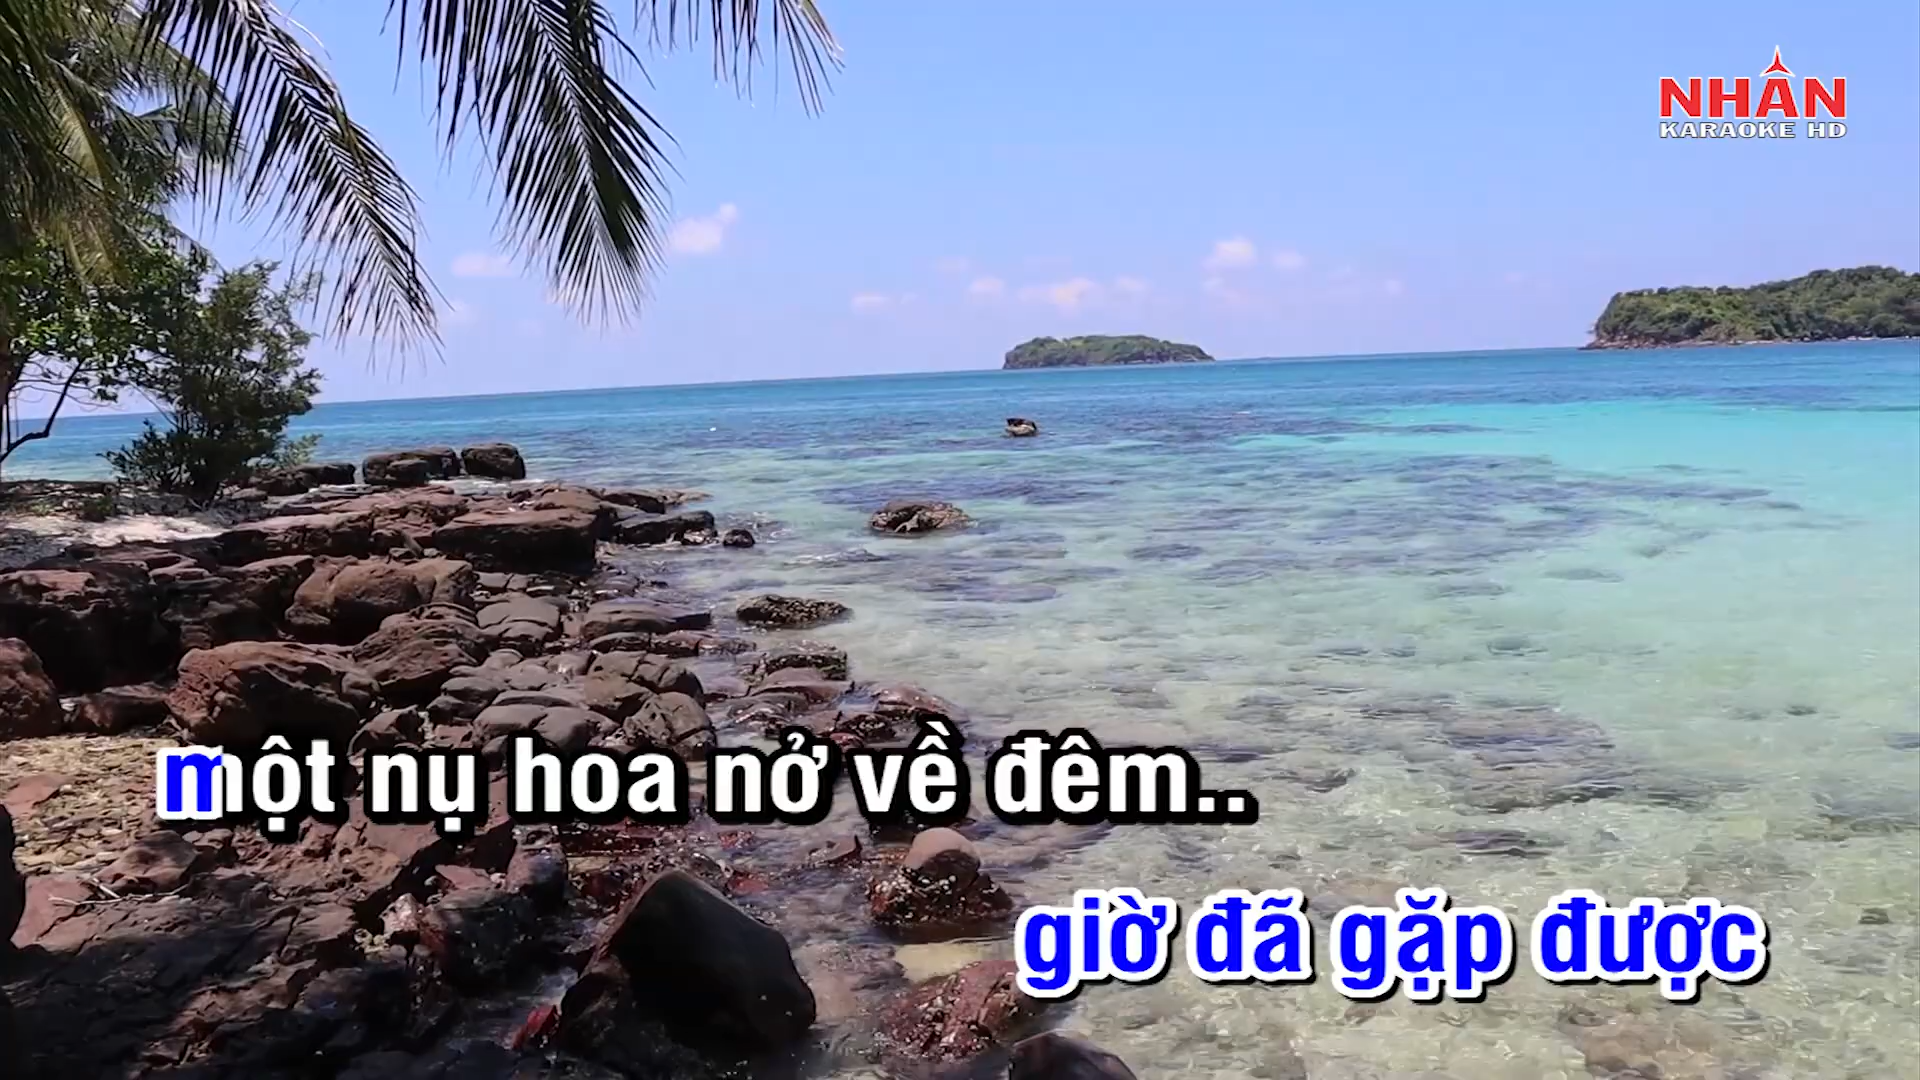 NHÂN
KARAOKE HD
một nụ hoa nở về đêm..
giờ đã gặp được